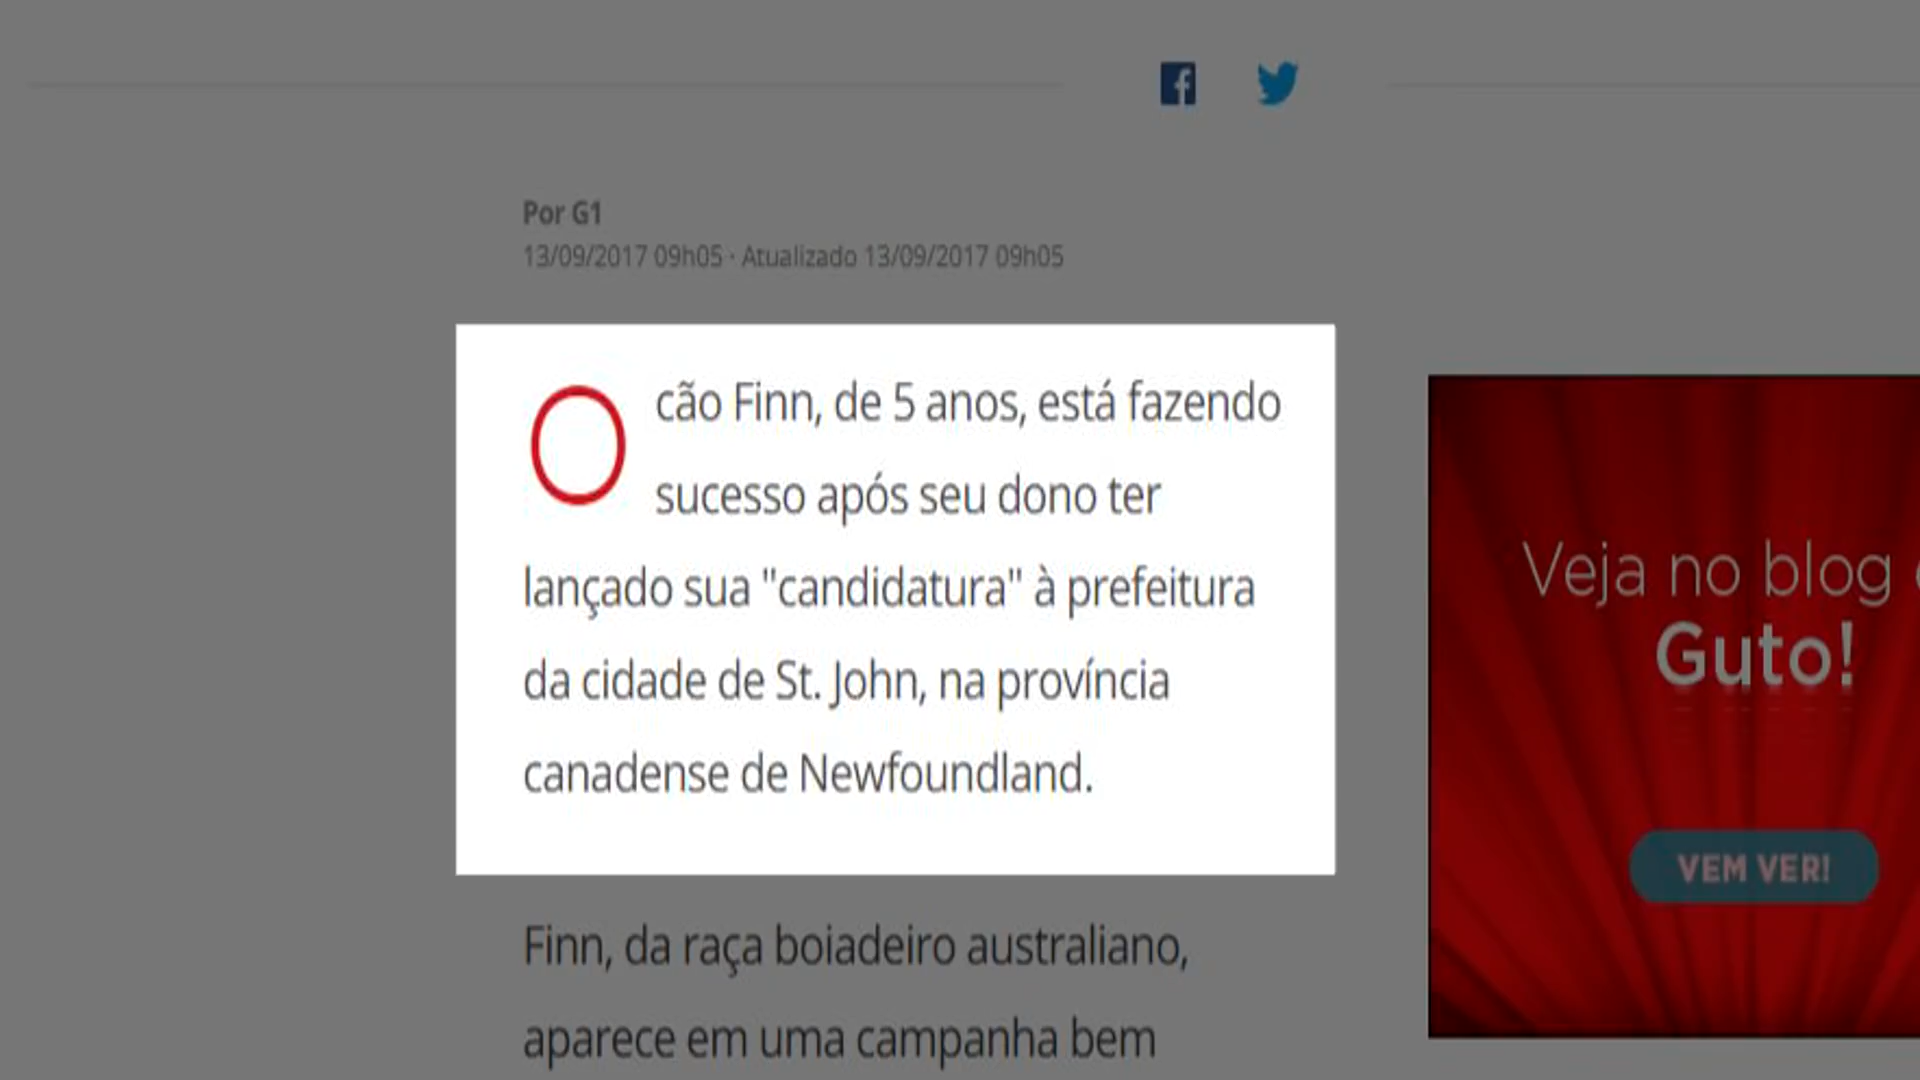 Por G1
13/09/2017 09h05 · Atualizado 13/09/2017 09h05
O cão Finn, de 5 anos, está fazendo
sucesso após seu dono ter
lançado sua "candidatura" à prefeitura
da cidade de St. John, na província
canadense de Newfoundland.
Finn, da raça boiadeiro australiano,
aparece em uma campanha bem
Veja no blog
Guto!
VEM VER!